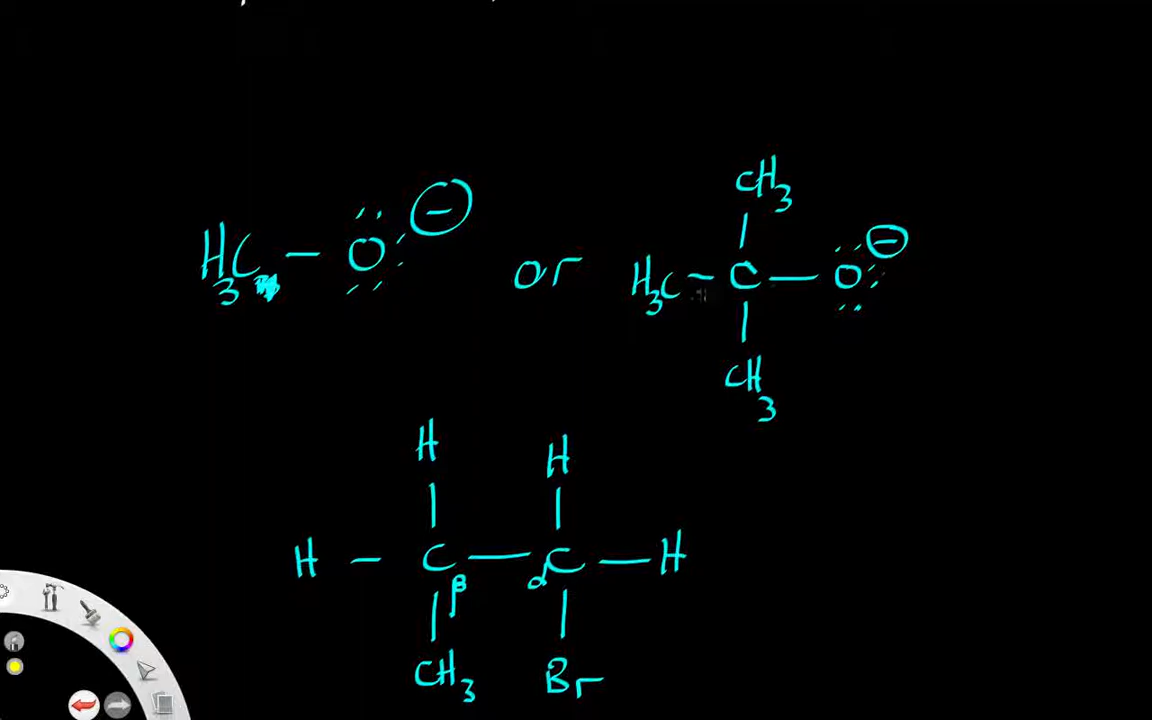 CH3
H3C – O ⊖ or H3C – C – O ⊖
CH3
H H
H – C – C – H
β α
CH3 Br